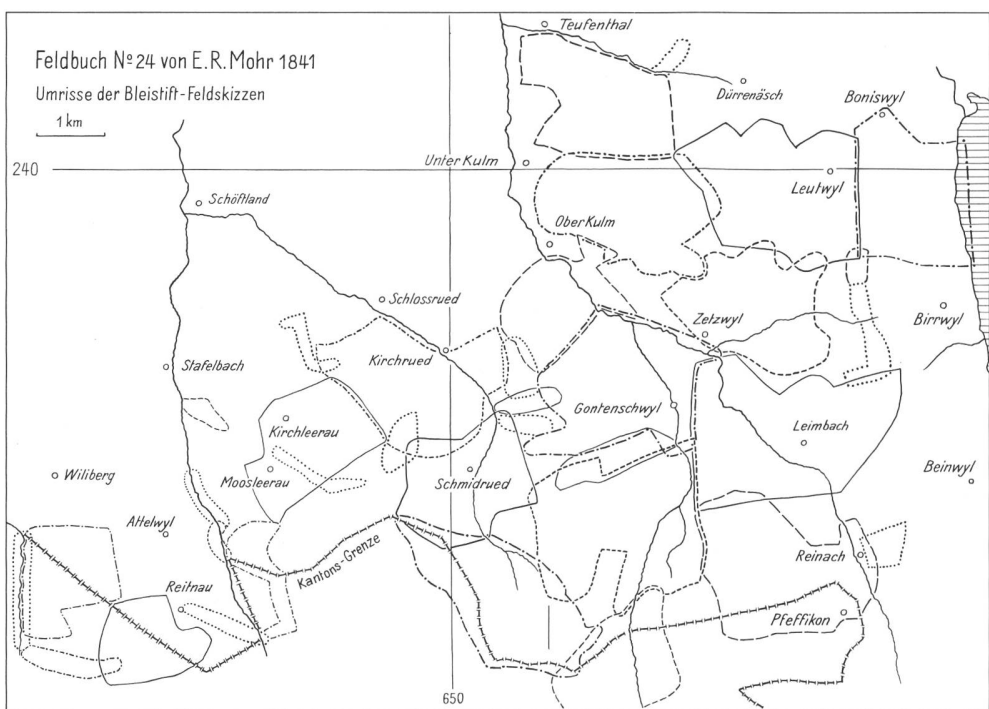 Feldbuch No 24 von E.R. Mohr 1841
Umrisse der Bleistift-Feldskizzen
1 km
Teufenthal
Dürrenäsch
Boniswyl
240
Unter Kulm
Leutwyl
Schöftland
Ober Kulm
Schlossrued
Birrwyl
Zetzwyl
Kirchrued
Stafelbach
Gontenschwyl
Kirchleerau
Leimbach
Wiliberg
Moosleerau
Schmidrued
Beinwyl
Attelwyl
Kantons-Grenze
Reinach
Reitnau
Pfeffikon
650